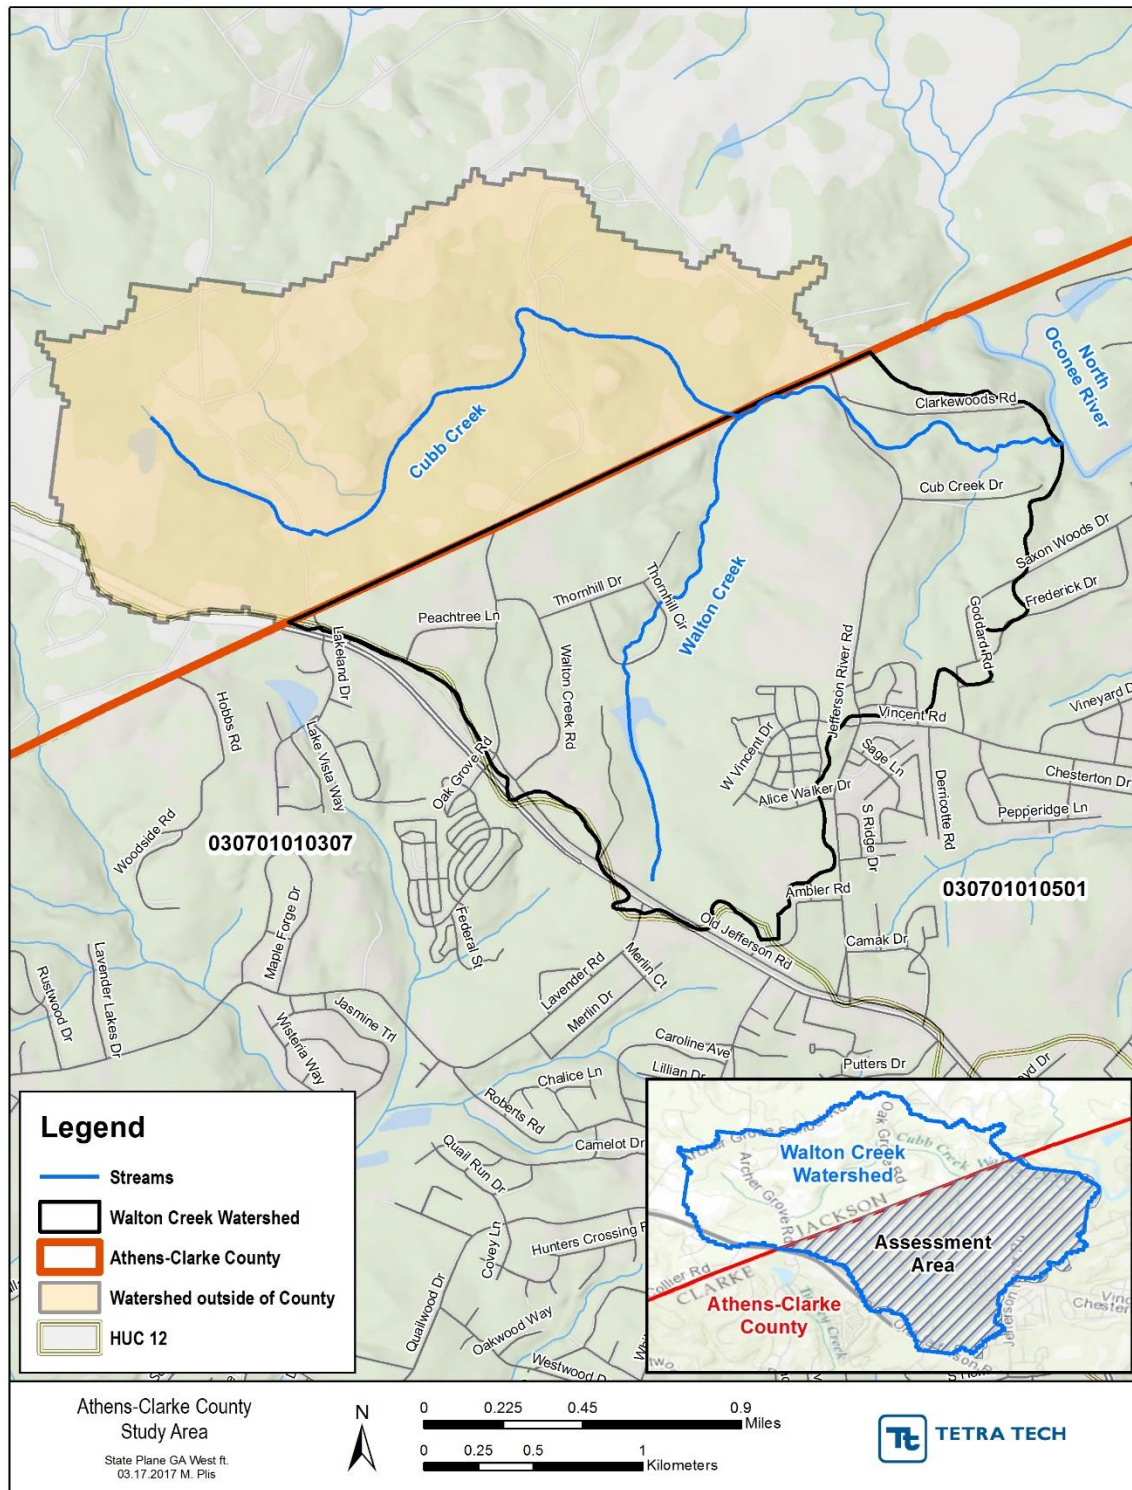 North
Oconee River
Clarkewoods Rd
Cubb Creek
Cub Creek Dr
Saxon Woods Dr
Frederick Dr
Thornhill Dr
Thornhill Cir
Walton Creek
Peachtree Ln
Goddard Rd
Lakeland Dr
Walton Creek Rd
Jefferson River Rd
Hobbs Rd
Vineyard D
Vincent Rd
W Vincent Dr
Lake Vista Way
Oak Grove Rd
Sage Ln
Chesterton Dr
Alice Walker Dr
Derricotte Rd
Pepperidge Ln
Woodside Rd
S Ridge Dr
030701010307
030701010501
Ambler Rd
Maple Forge Dr
Federal St
Old Jefferson Rd
Camak Dr
Lavender Rd
Merlin Ct
Rustwood Dr
Lavender Lakes Dr
Merlin Dr
Jasmine Trl
Wisteria Way
Caroline Ave
Putters Dr
Lillian Dr
oyd Dr
Chalice Ln
Roberts Rd
Camelot Dr
Quail Run Dr
Covey Ln
Hunters Crossing
Quailwood Dr
Oakwood Way
Westwood D
Legend
Streams
Walton Creek Watershed
Athens-Clarke County
Watershed outside of County
HUC 12
Walton Creek
Watershed
Oak Gro
Cubb Creek
Archer Grove Rd
JACKSON
Assessment
Area
CLARKE
Collier Rd
Athens-Clarke
County
Chester
Athens-Clarke County
Study Area
State Plane GA West ft.
03.17.2017 M. Plis
N
0 0.225 0.45 0.9
Miles
0 0.25 0.5 1
Kilometers
Tt TETRA TECH